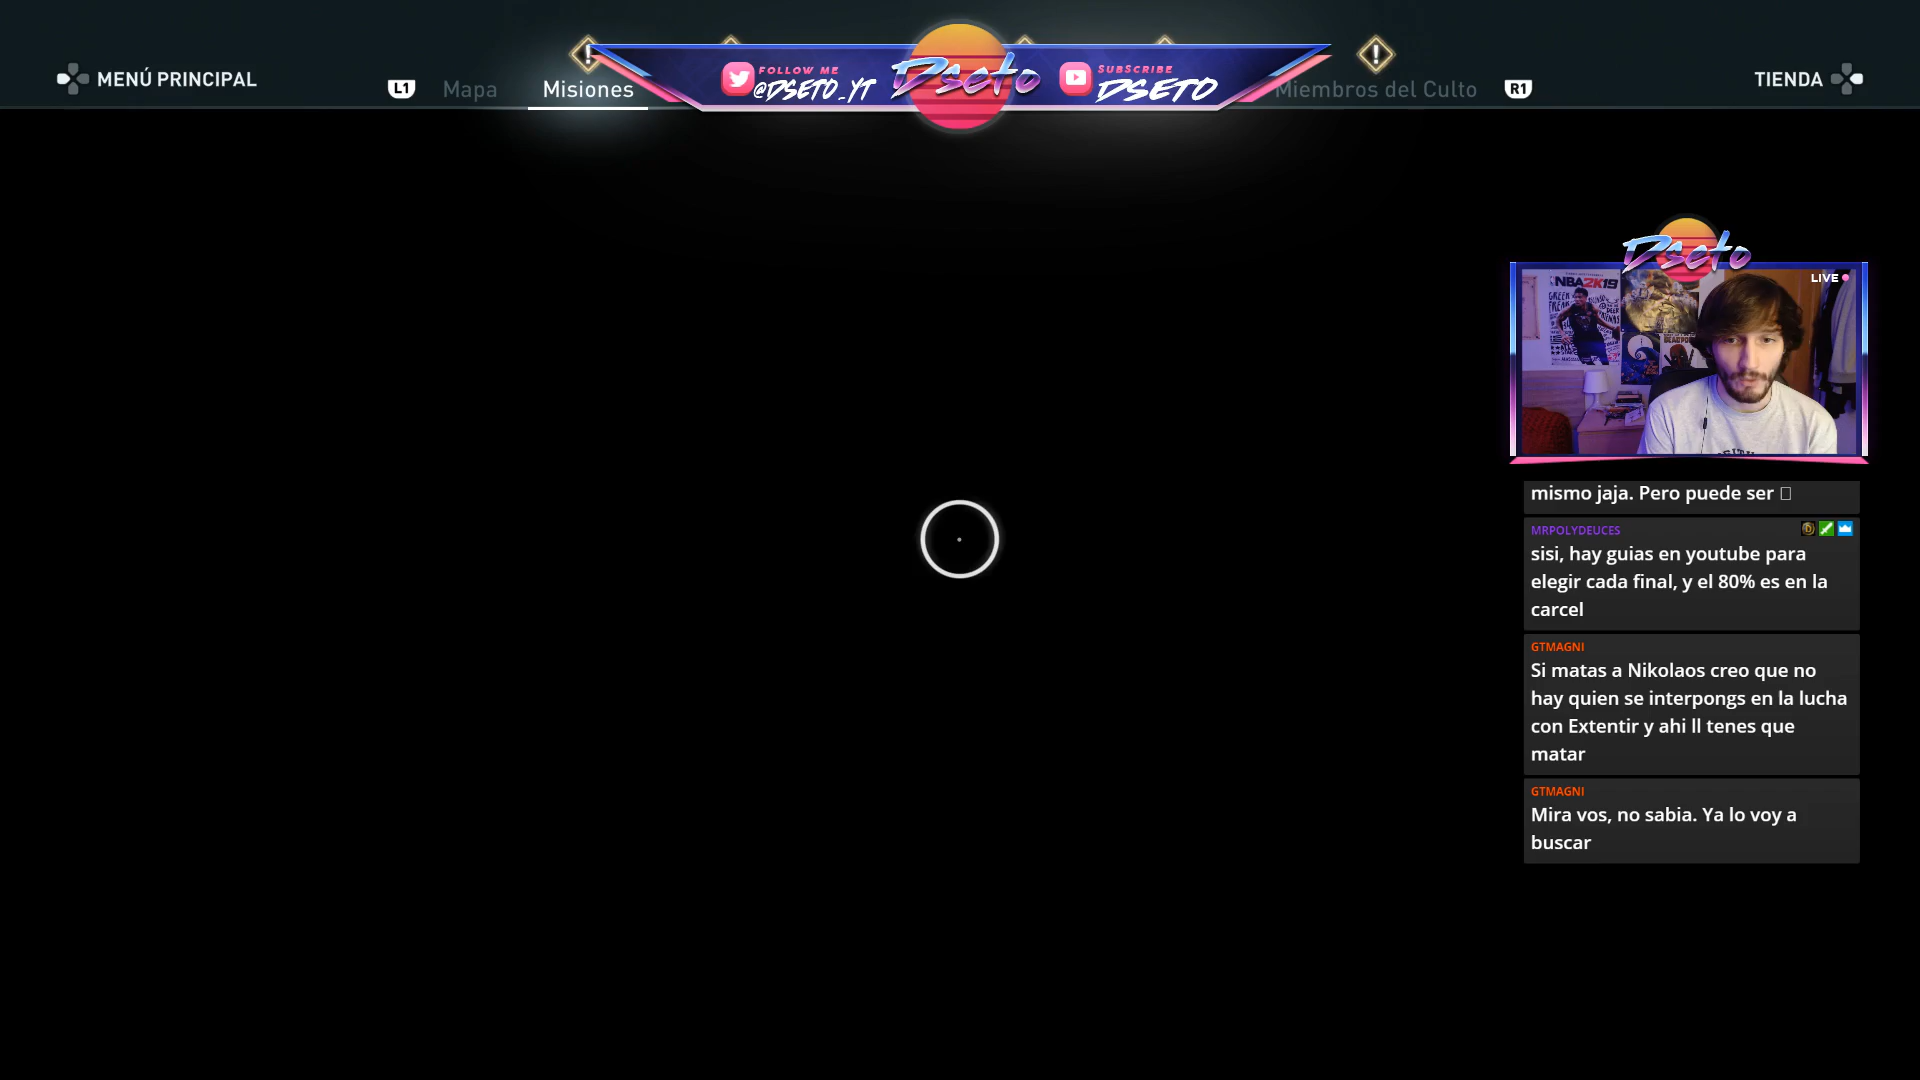 MENÚ PRINCIPAL
L1
Mapa
Misiones
FOLLOW ME
@DSETO_YT
Dseto
SUBSCRIBE
DSETO
Miembros del Culto
R1
TIENDA
Dseto
LIVE
NBA2K19
mismo jaja. Pero puede ser
MRPOLYDEUCES
sisi, hay guias en youtube para
elegir cada final, y el 80% es en la
carcel
GTMAGNI
Si matas a Nikolaos creo que no
hay quien se interpongs en la lucha
con Extentir y ahi ll tenes que
matar
GTMAGNI
Mira vos, no sabia. Ya lo voy a
buscar